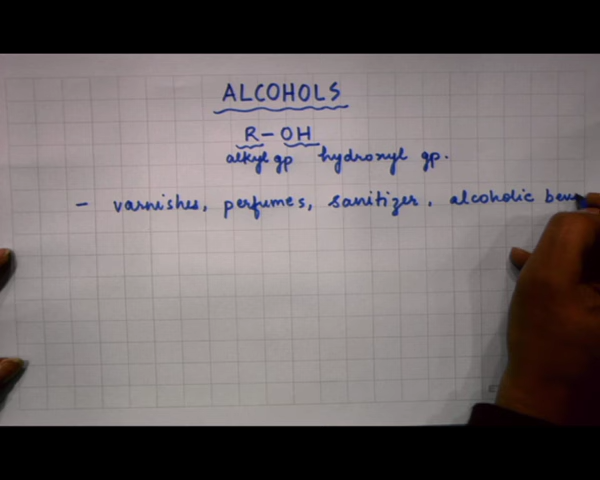 ALCOHOLS
R-OH
alkyl gp hydroxyl gp.
- varnishes, perfumes, sanitizer, alcoholic